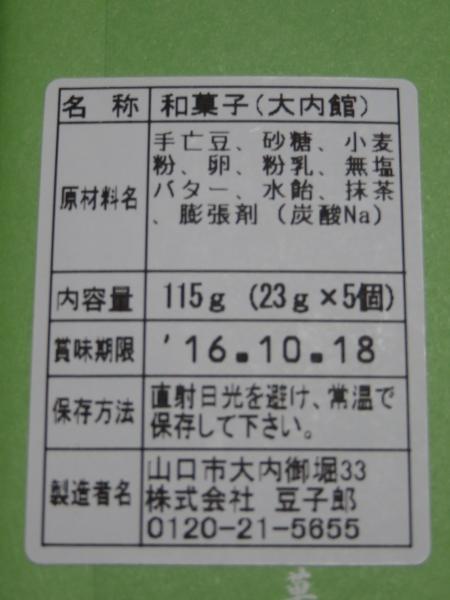 名称 和菓子(大内館)
原材料名 手亡豆、砂糖、小麦
粉、卵、粉乳、無塩
バター、水飴、抹茶
、膨張剤(炭酸Na)
内容量 115g (23g×5個)
賞味期限 '16.10.18
保存方法 直射日光を避け、常温で
保存して下さい。
製造者名 山口市大内御堀33
株式会社 豆子郎
0120-21-5655